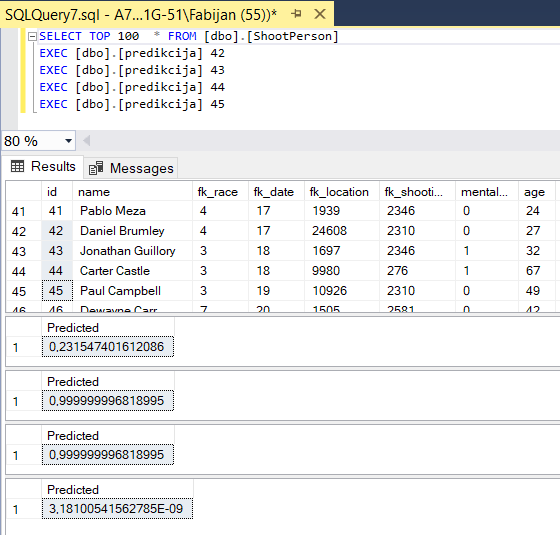 SQLQuery7.sql - A7...1G-51\Fabijan (55))*
SELECT TOP 100  * FROM [dbo].[ShootPerson]
EXEC [dbo].[predikcija] 42
EXEC [dbo].[predikcija] 43
EXEC [dbo].[predikcija] 44
EXEC [dbo].[predikcija] 45
80 %
Results Messages
id name fk_race fk_date fk_location fk_shooti... mental... age
41 41 Pablo Meza 4 17 1939 2346 0 24
42 42 Daniel Brumley 4 17 24608 2310 0 27
43 43 Jonathan Guillory 3 18 1697 2346 1 32
44 44 Carter Castle 3 18 9980 276 1 67
45 45 Paul Campbell 3 19 10926 2310 0 49
46 46 Dewayne Carr 7 20 1505 2581 0 42
Predicted
1 0,231547401612086
Predicted
1 0,999999996818995
Predicted
1 0,999999996818995
Predicted
1 3,18100541562785E-09